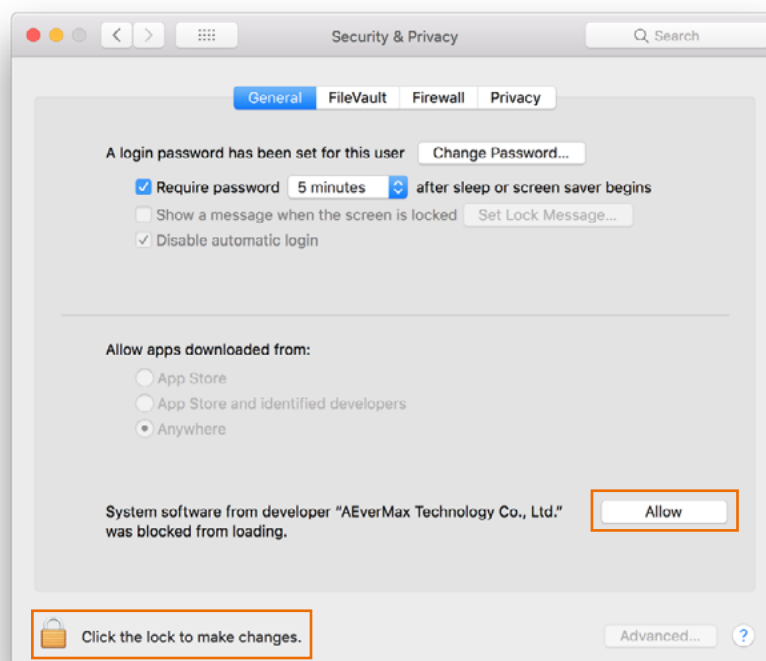 Security & Privacy
Search
General FileVault Firewall Privacy
A login password has been set for this user Change Password...
Require password 5 minutes after sleep or screen saver begins
Show a message when the screen is locked Set Lock Message...
Disable automatic login
Allow apps downloaded from:
App Store
App Store and identified developers
Anywhere
System software from developer “AEverMax Technology Co., Ltd.” Allow
was blocked from loading.
Click the lock to make changes. Advanced... ?